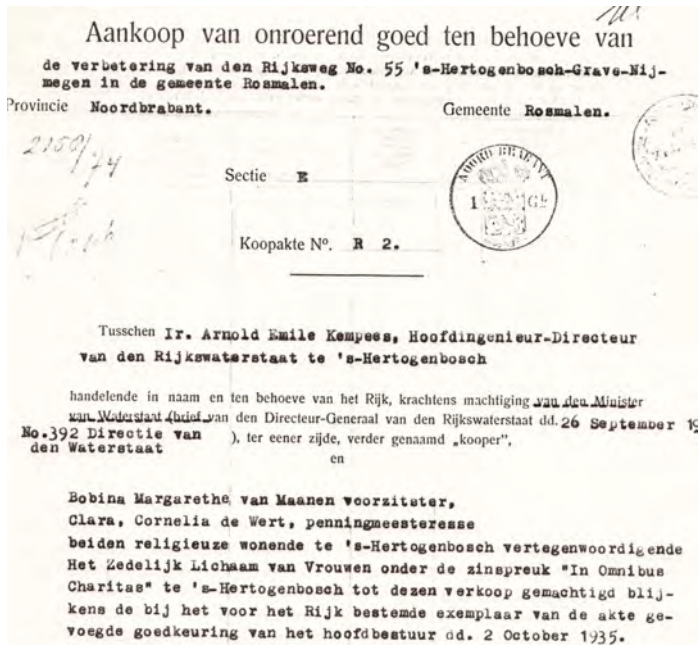 Aankoop van onroerend goed ten behoeve van
de verbetering van den Rijksweg No. 55 's-Hertogenbosch-Grave-Nij-
megen in de gemeente Rosmalen.
Provincie Noordbrabant. Gemeente Rosmalen.
2150/74
Sectie E
NOORD BRABANT
1 Gb
Koopakte No. R 2.
Tusschen Ir. Arnold Emile Kempees, Hoofdingenieur-Directeur
van den Rijkswaterstaat te 's-Hertogenbosch
handelende in naam en ten behoeve van het Rijk, krachtens machtiging van den Minister
van Waterstaat (brief van den Directeur-Generaal van den Rijkswaterstaat dd. 26 September 19
No.392 Directie van ), ter eener zijde, verder genaamd „kooper",
den Waterstaat
en
Bobina Margarethe van Maanen voorzitster,
Clara, Cornelia de Wert, penningmeesteresse
beiden religieuze wonende te 's-Hertogenbosch vertegenwoordigende
Het Zedelijk Lichaam van Vrouwen onder de zinspreuk "In Omnibus
Charitas" te 's-Hertogenbosch tot dezen verkoop gemachtigd blij-
kens de bij het voor het Rijk bestemde exemplaar van de akte ge-
voegde goedkeuring van het hoofdbestuur dd. 2 October 1935.